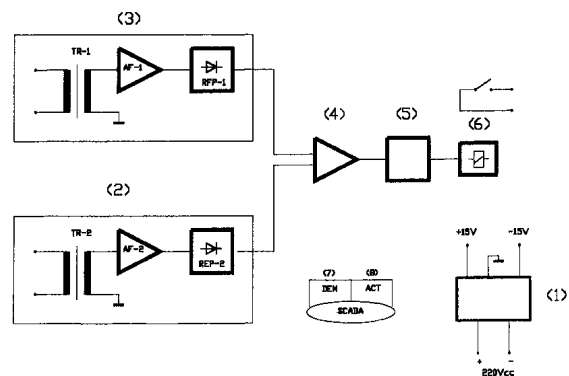 (3)
TR-1
AF-1
RFP-1
(4)
(5)
(6)
(2)
TR-2
AF-2
REP-2
(7)
(8)
DEM
ACT
SCADA
+15V
-15V
(1)
+
-
220Vcc